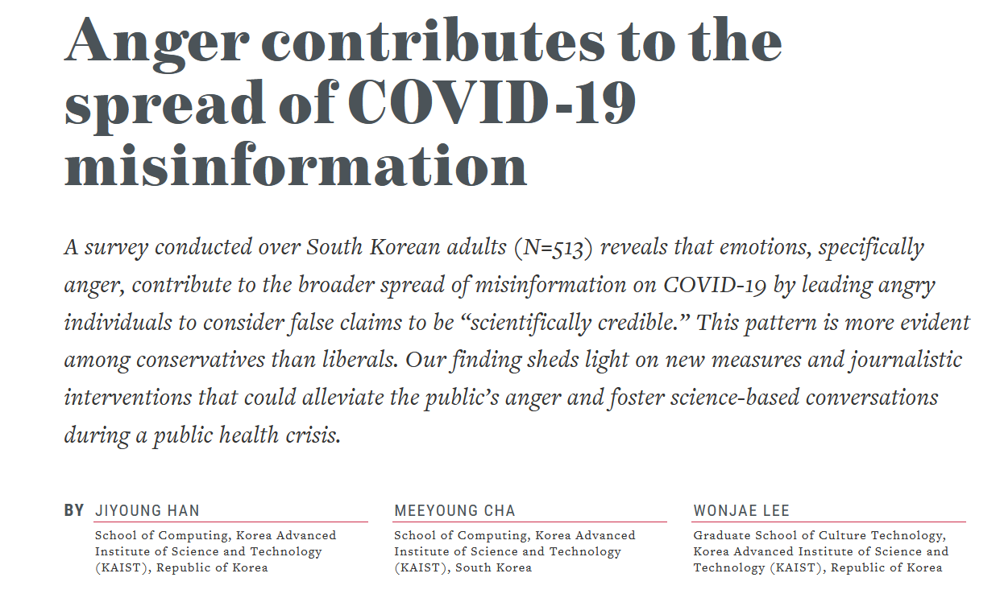 Anger contributes to the
spread of COVID-19
misinformation
A survey conducted over South Korean adults (N=513) reveals that emotions, specifically
anger, contribute to the broader spread of misinformation on COVID-19 by leading angry
individuals to consider false claims to be “scientifically credible.” This pattern is more evident
among conservatives than liberals. Our finding sheds light on new measures and journalistic
interventions that could alleviate the public’s anger and foster science-based conversations
during a public health crisis.
BY JIYOUNG HAN
School of Computing, Korea Advanced
Institute of Science and Technology
(KAIST), Republic of Korea
MEEYOUNG CHA
School of Computing, Korea Advanced
Institute of Science and Technology
(KAIST), South Korea
WONJAE LEE
Graduate School of Culture Technology,
Korea Advanced Institute of Science and
Technology (KAIST), Republic of Korea